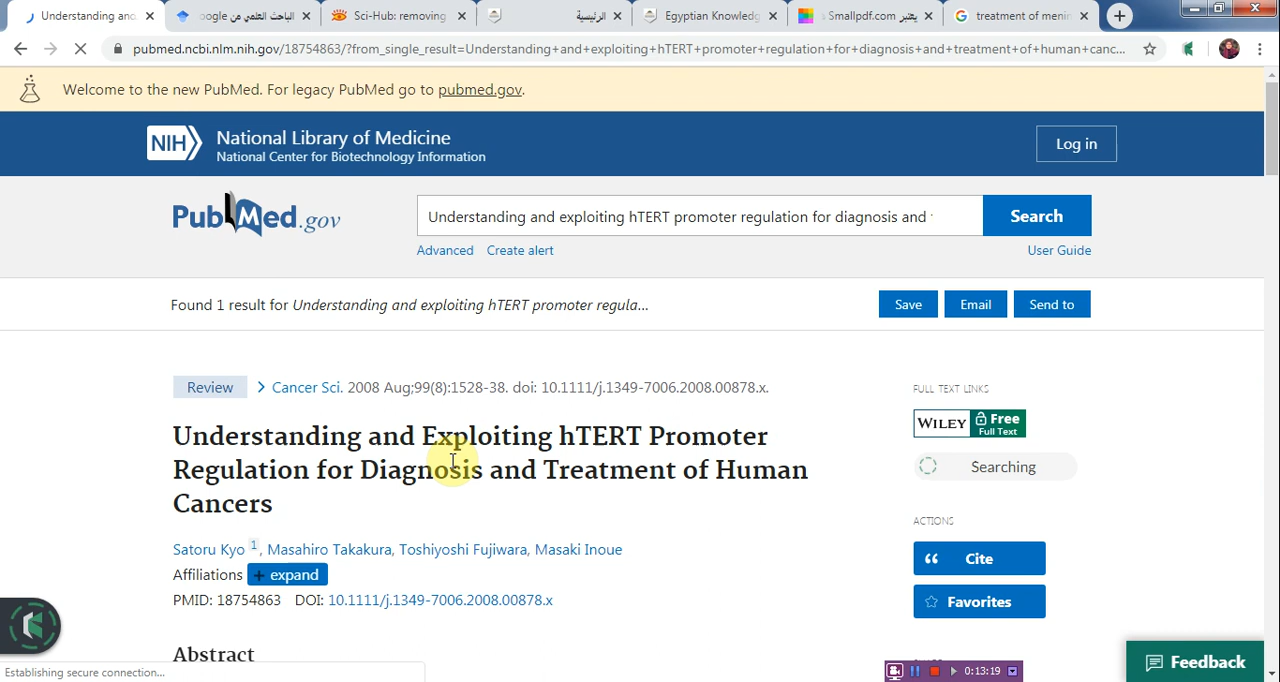 Understanding and
الباحث العلمي من oogle
Sci-Hub: removing
الرئيسية
Egyptian Knowledg
يعتبر Smallpdf.com
treatment of menin
pubmed.ncbi.nlm.nih.gov/18754863/?from_single_result=Understanding+and+exploiting+hTERT+promoter+regulation+for+diagnosis+and+treatment+of+human+canc...
Welcome to the new PubMed. For legacy PubMed go to pubmed.gov.
NIH National Library of Medicine
National Center for Biotechnology Information
Log in
PubMed.gov
Understanding and exploiting hTERT promoter regulation for diagnosis and
Search
Advanced Create alert
User Guide
Found 1 result for Understanding and exploiting hTERT promoter regula...
Save Email Send to
Review Cancer Sci. 2008 Aug;99(8):1528-38. doi: 10.1111/j.1349-7006.2008.00878.x.
Understanding and Exploiting hTERT Promoter
Regulation for Diagnosis and Treatment of Human
Cancers
Satoru Kyo 1, Masahiro Takakura, Toshiyoshi Fujiwara, Masaki Inoue
Affiliations + expand
PMID: 18754863 DOI: 10.1111/j.1349-7006.2008.00878.x
Abstract
FULL TEXT LINKS
WILEY Free
Full Text
Searching
ACTIONS
Cite
Favorites
Establishing secure connection...
0:13:19
Feedback